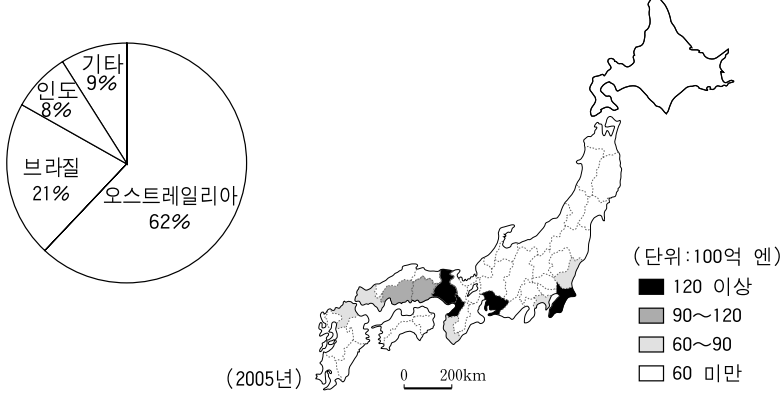 기타
9%
인도
8%
브라질
21%
오스트레일리아
62%
(단위:100억 엔)
120 이상
90～120
60～90
60 미만
(2005년)
0 200km